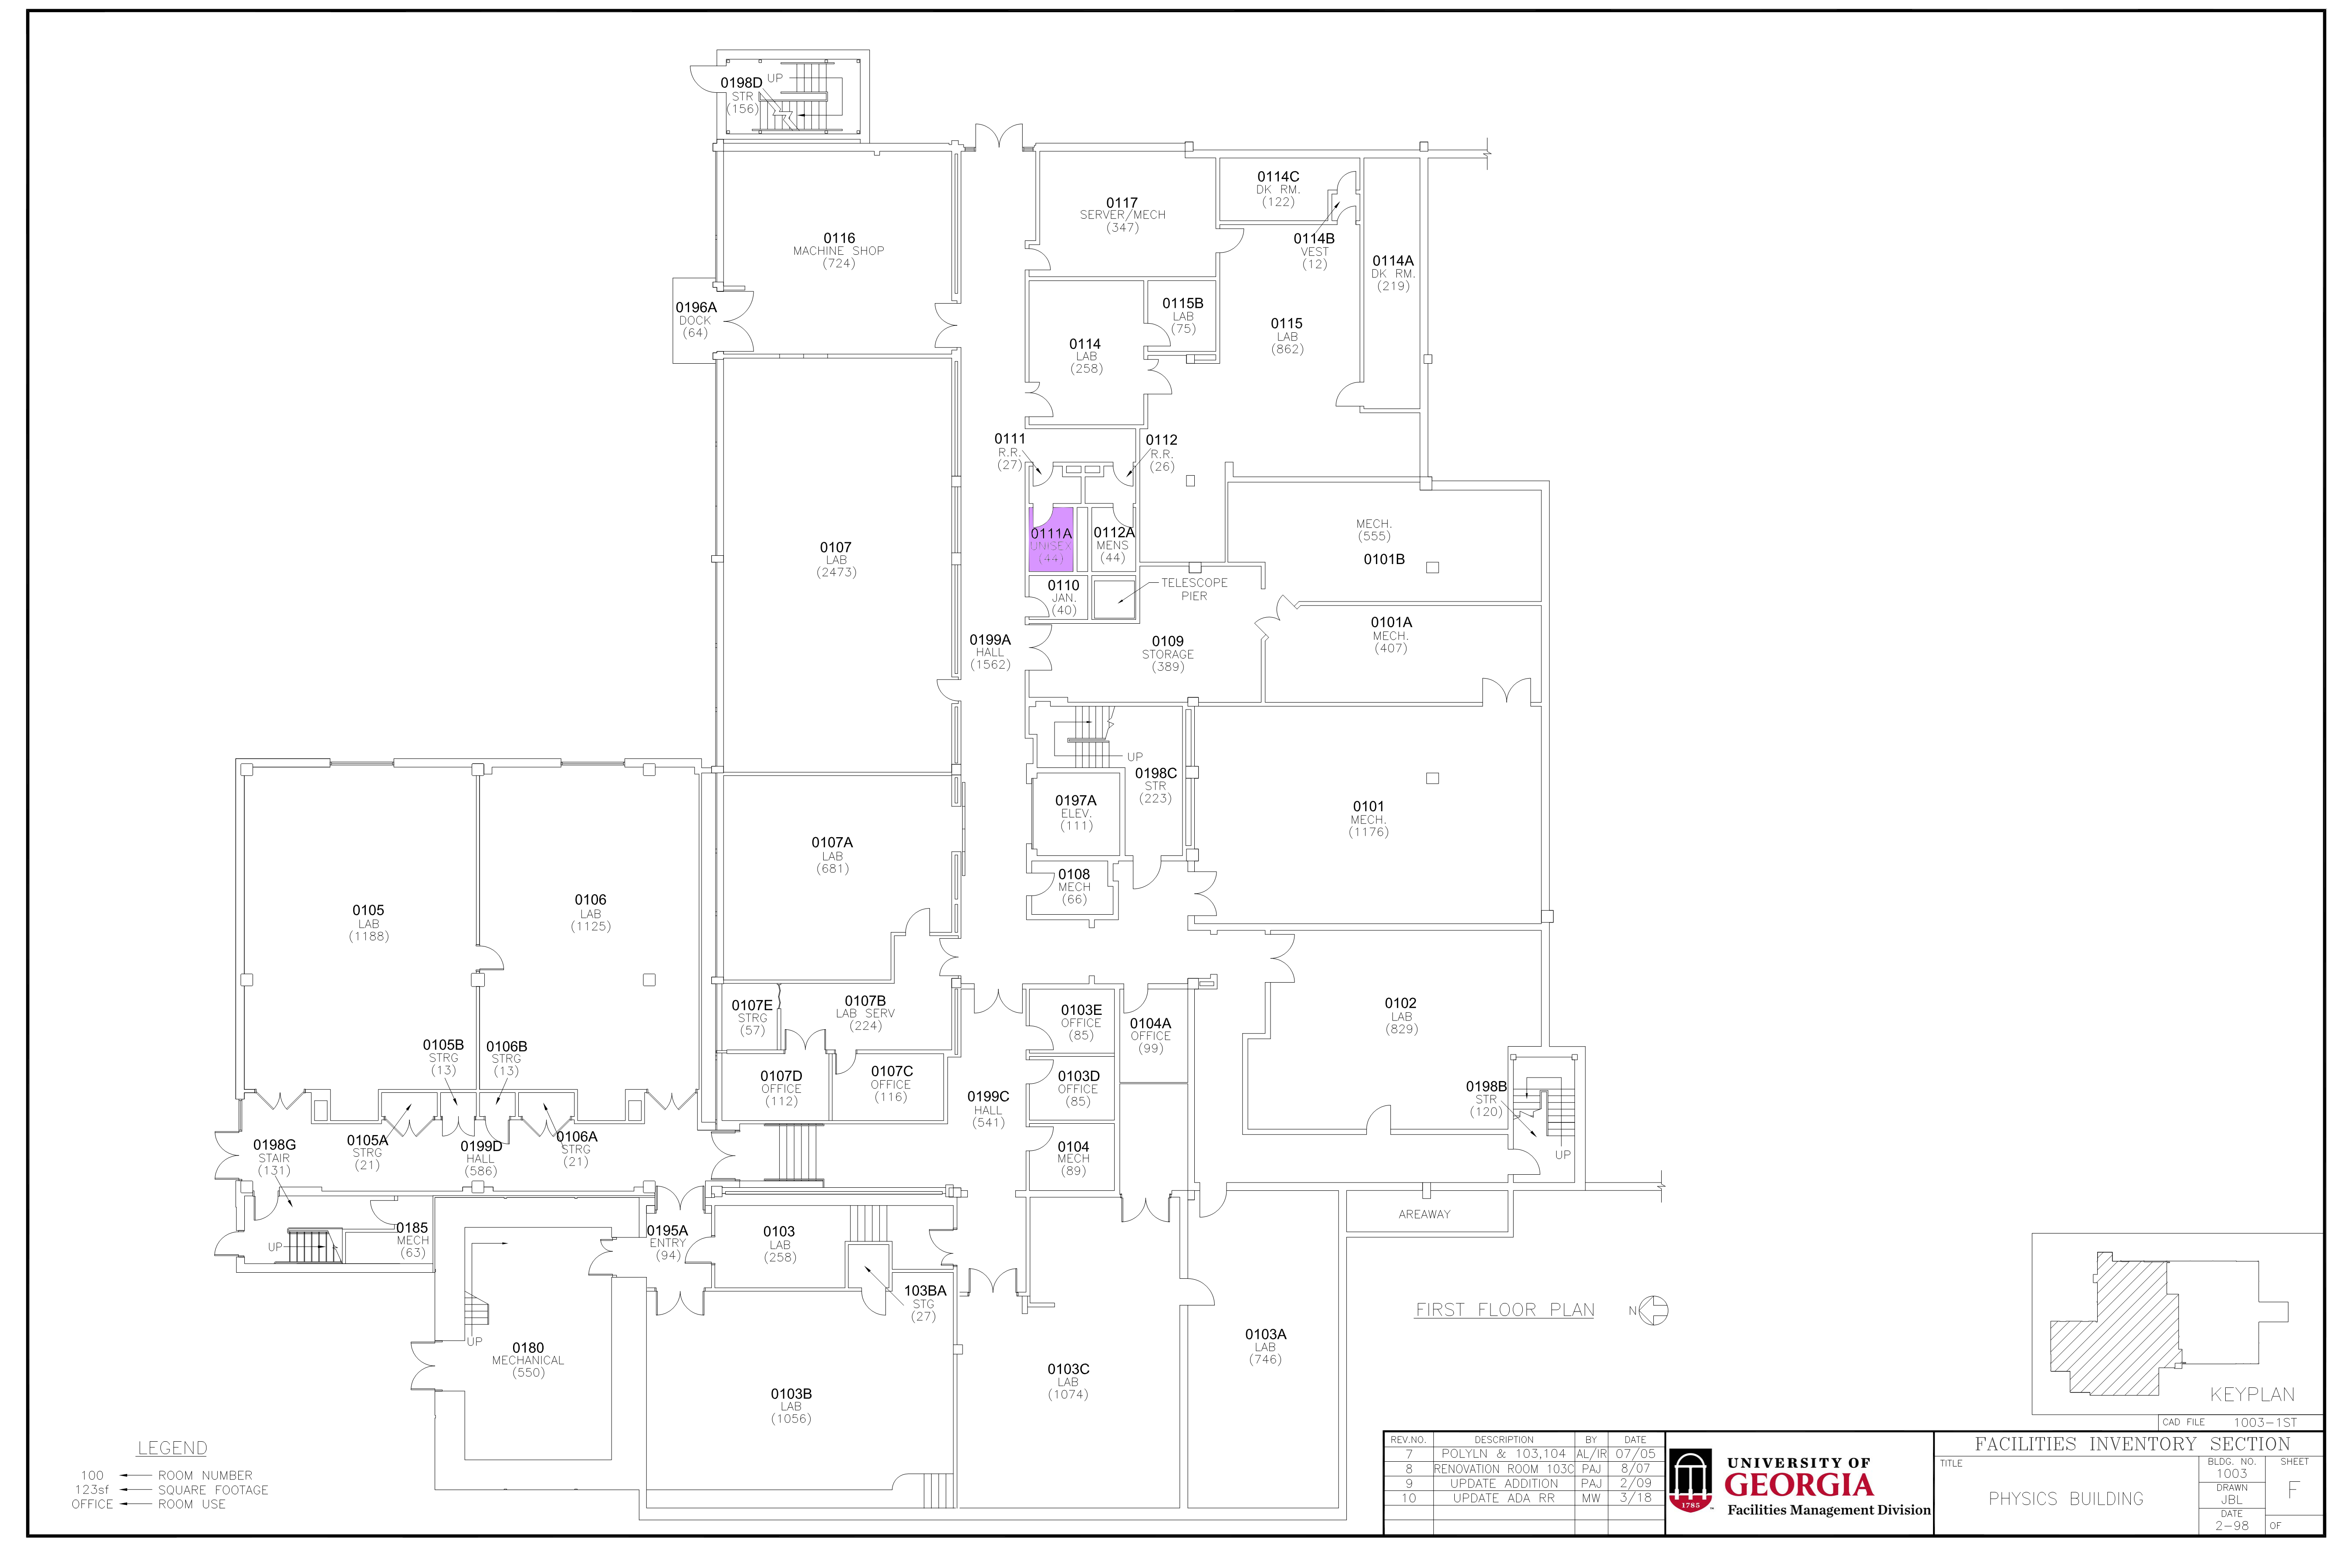 0198D
STR
(156)
UP
0116
MACHINE SHOP
(724)
0117
SERVER/MECH
(347)
0114C
DK RM.
(122)
0114B
VEST
(12)
0114A
DK RM.
(219)
0196A
DOCK
(64)
0115B
LAB
(75)
0115
LAB
(862)
0114
LAB
(258)
0111
R.R.
(27)
0112
R.R.
(26)
0107
LAB
(2473)
0111A
UNISEX
(44)
0112A
MENS
(44)
MECH.
(555)
0101B
0110
JAN.
(40)
TELESCOPE
PIER
0199A
HALL
(1562)
0109
STORAGE
(389)
0101A
MECH.
(407)
UP
0198C
STR
(223)
0197A
ELEV.
(111)
0101
MECH.
(1176)
0107A
LAB
(681)
0108
MECH
(66)
0105
LAB
(1188)
0106
LAB
(1125)
0107E
STRG
(57)
0107B
LAB SERV
(224)
0103E
OFFICE
(85)
0104A
OFFICE
(99)
0102
LAB
(829)
0105B
STRG
(13)
0106B
STRG
(13)
0107D
OFFICE
(112)
0107C
OFFICE
(116)
0103D
OFFICE
(85)
0199C
HALL
(541)
0198B
STR
(120)
UP
0198G
STAIR
(131)
0105A
STRG
(21)
0199D
HALL
(586)
0106A
STRG
(21)
0104
MECH
(89)
AREAWAY
UP
0185
MECH
(63)
0195A
ENTRY
(94)
0103
LAB
(258)
103BA
STG
(27)
UP
0180
MECHANICAL
(550)
0103B
LAB
(1056)
0103C
LAB
(1074)
0103A
LAB
(746)
FIRST FLOOR PLAN
N
KEYPLAN
CAD FILE 1003-1ST
LEGEND
100 ROOM NUMBER
123sf SQUARE FOOTAGE
OFFICE ROOM USE
REV.NO. DESCRIPTION BY DATE
7 POLYLN & 103,104 AL/IR 07/05
8 RENOVATION ROOM 103C PAJ 8/07
9 UPDATE ADDITION PAJ 2/09
10 UPDATE ADA RR MW 3/18
1785
UNIVERSITY OF
GEORGIA
Facilities Management Division
FACILITIES INVENTORY SECTION
TITLE
PHYSICS BUILDING
BLDG. NO.
1003
DRAWN
JBL
DATE
2-98
SHEET
F
OF